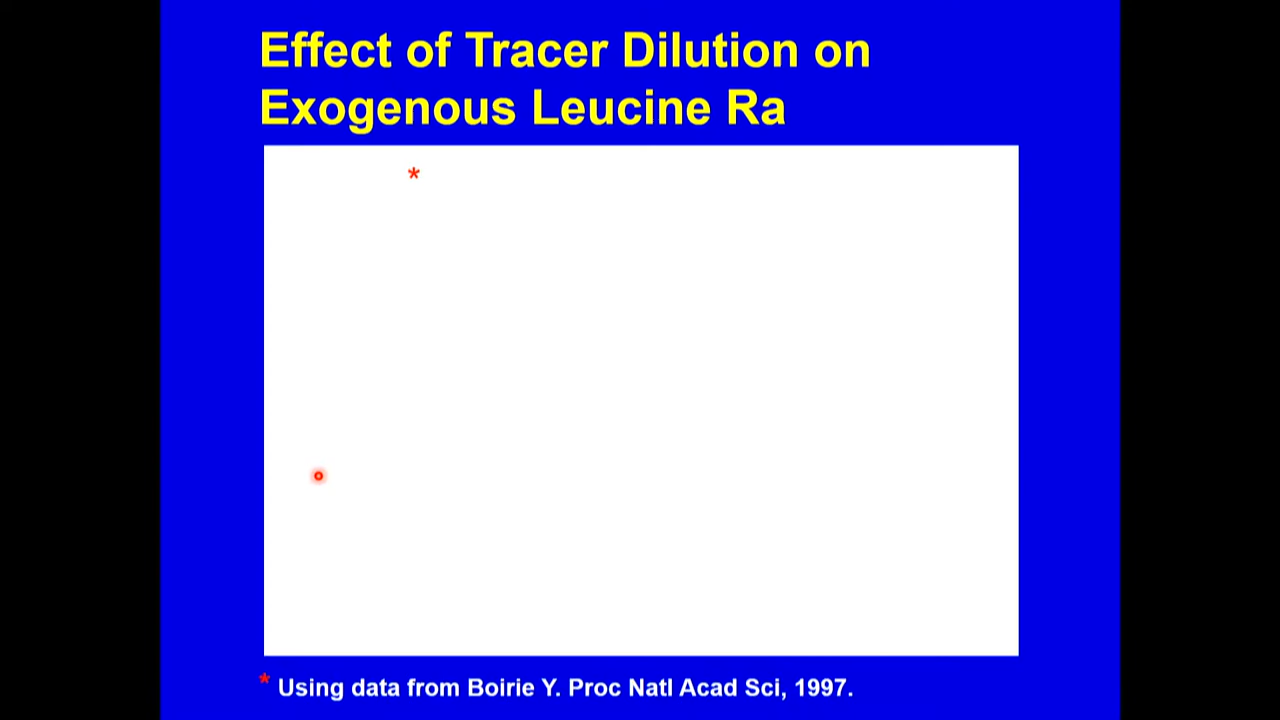 Effect of Tracer Dilution on
Exogenous Leucine Ra
*
* Using data from Boirie Y. Proc Natl Acad Sci, 1997.